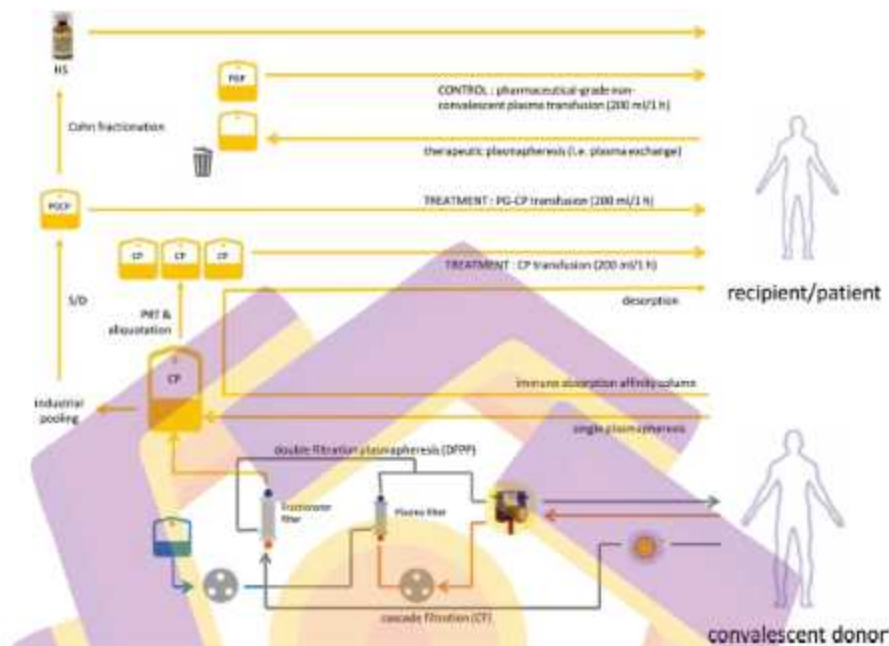 HS
PGP
CONTROL : pharmaceutical-grade non-
convalescent plasma transfusion (200 ml/1 h)
Cohn fractionation
therapeutic plasmapheresis (i.e. plasma exchange)
PGCP
TREATMENT : PG-CP transfusion (200 ml/1 h)
CP CP CP
TREATMENT : CP transfusion (200 ml/1 h)
desorption
recipient/patient
S/D
PRT &
aliquotation
CP
immuno absorption affinity column
industrial
pooling
single plasmapheresis
double filtration plasmapheresis (DFPP)
Fractionator
filter
Plasma filter
cascade filtration (CF)
convalescent donor